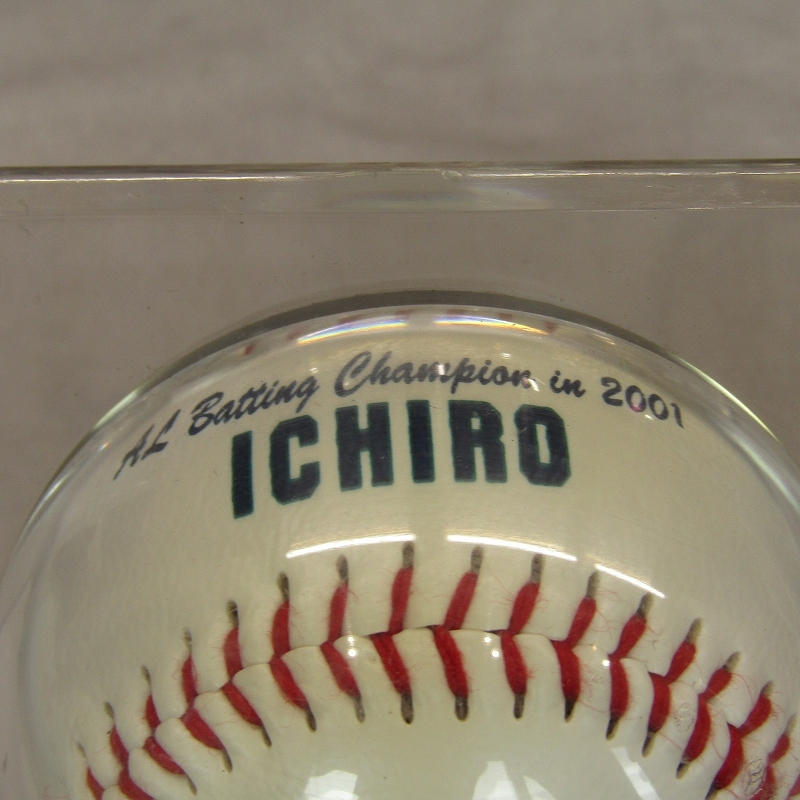 AL Batting Champion in 2001
ICHIRO